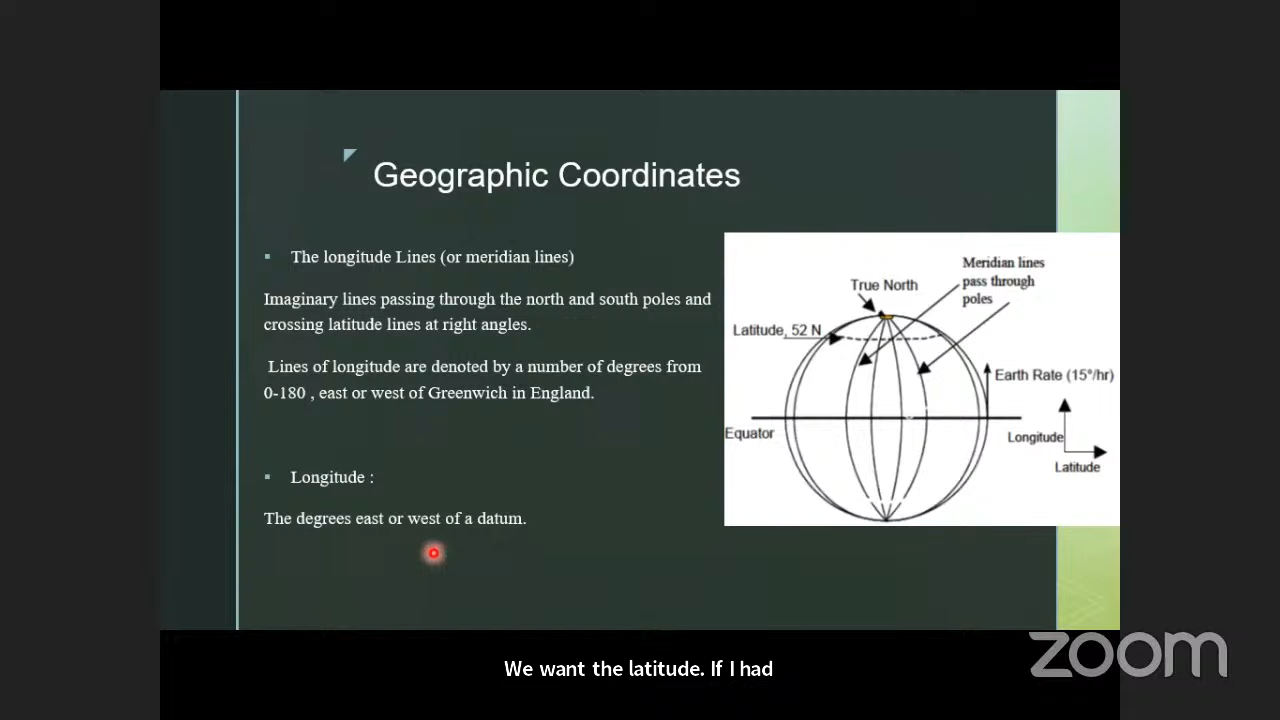 Geographic Coordinates
▪ The longitude Lines (or meridian lines)
Imaginary lines passing through the north and south poles and
crossing latitude lines at right angles.
Lines of longitude are denoted by a number of degrees from
0-180 , east or west of Greenwich in England.
▪ Longitude :
The degrees east or west of a datum.
Meridian lines
pass through
poles
True North
Latitude, 52 N
Earth Rate (15°/hr)
Equator
Longitude
Latitude
We want the latitude. If I had
zoom